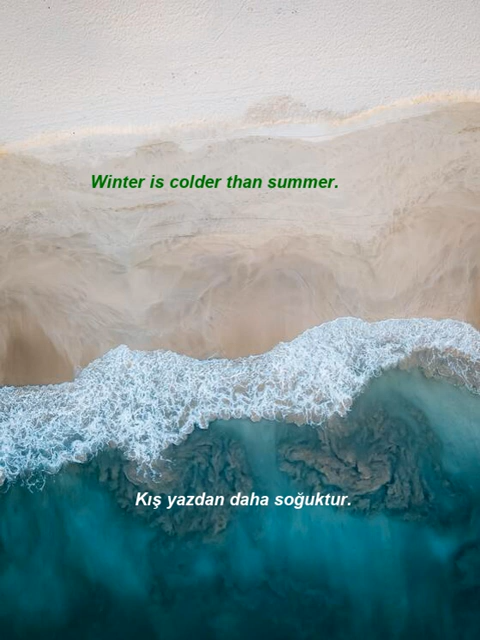 Winter is colder than summer.
Kış yazdan daha soğuktur.